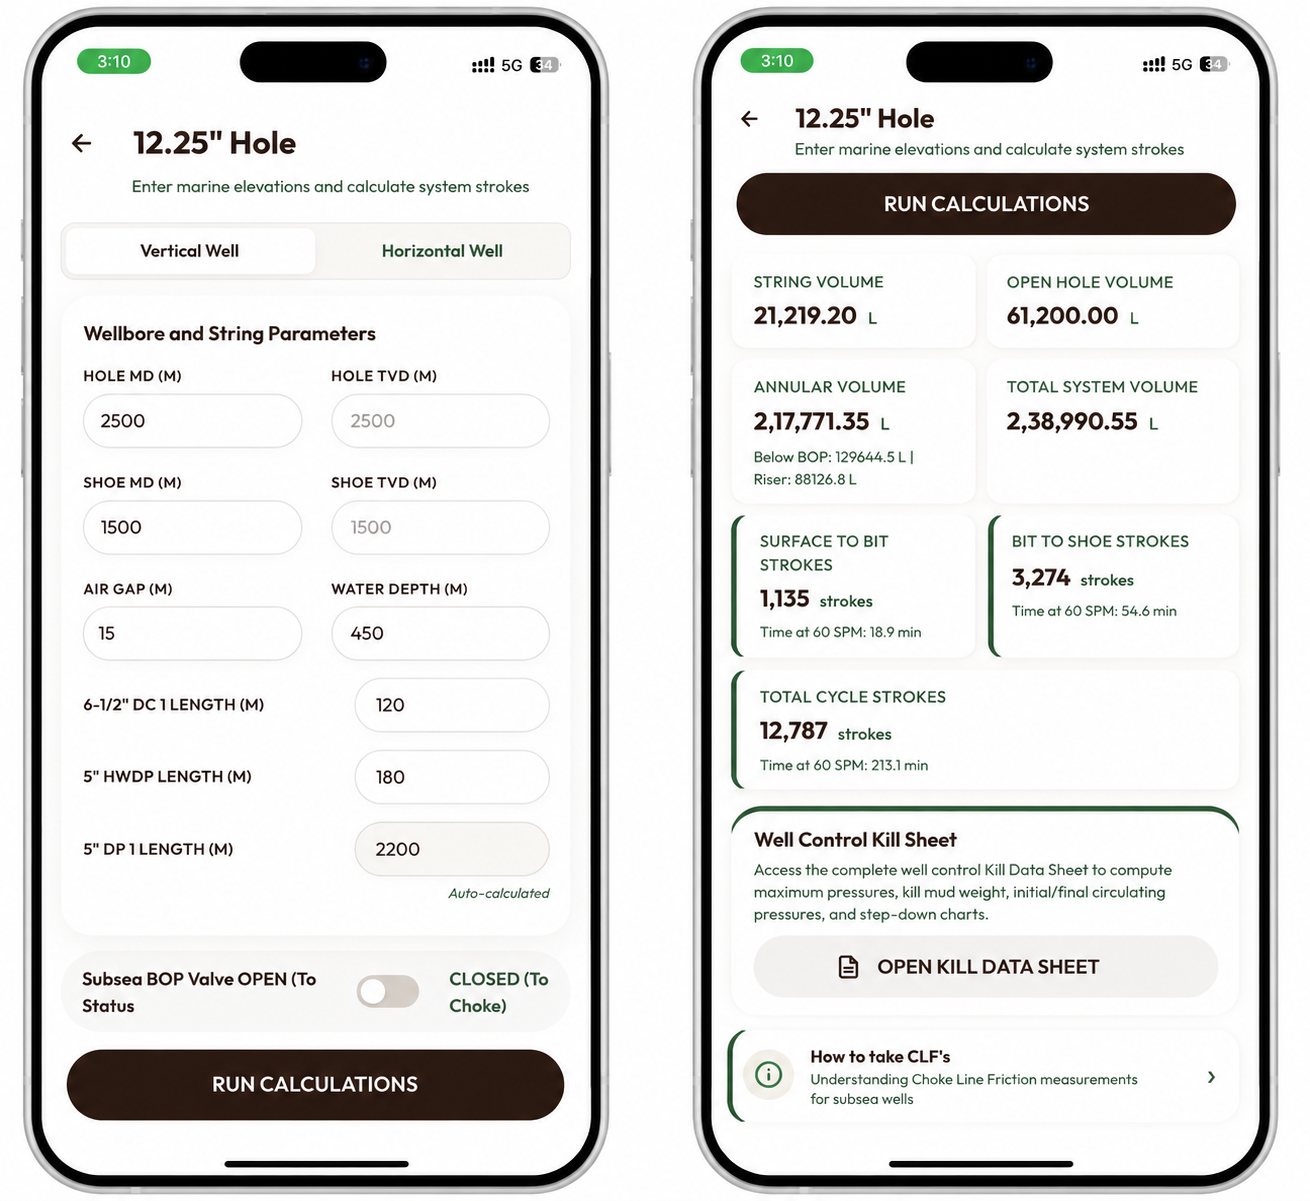 3:10
5G 34
12.25" Hole
Enter marine elevations and calculate system strokes
Vertical Well
Horizontal Well
Wellbore and String Parameters
HOLE MD (M)
HOLE TVD (M)
2500
2500
SHOE MD (M)
SHOE TVD (M)
1500
1500
AIR GAP (M)
WATER DEPTH (M)
15
450
6-1/2" DC 1 LENGTH (M)
120
5" HWDP LENGTH (M)
180
5" DP 1 LENGTH (M)
2200
Auto-calculated
Subsea BOP Valve OPEN (To
Status
CLOSED (To
Choke)
RUN CALCULATIONS
3:10
5G 34
12.25" Hole
Enter marine elevations and calculate system strokes
RUN CALCULATIONS
STRING VOLUME
21,219.20 L
OPEN HOLE VOLUME
61,200.00 L
ANNULAR VOLUME
2,17,771.35 L
Below BOP: 129644.5 L |
Riser: 88126.8 L
TOTAL SYSTEM VOLUME
2,38,990.55 L
SURFACE TO BIT
STROKES
1,135 strokes
Time at 60 SPM: 18.9 min
BIT TO SHOE STROKES
3,274 strokes
Time at 60 SPM: 54.6 min
TOTAL CYCLE STROKES
12,787 strokes
Time at 60 SPM: 213.1 min
Well Control Kill Sheet
Access the complete well control Kill Data Sheet to compute
maximum pressures, kill mud weight, initial/final circulating
pressures, and step-down charts.
OPEN KILL DATA SHEET
How to take CLF's
Understanding Choke Line Friction measurements
for subsea wells